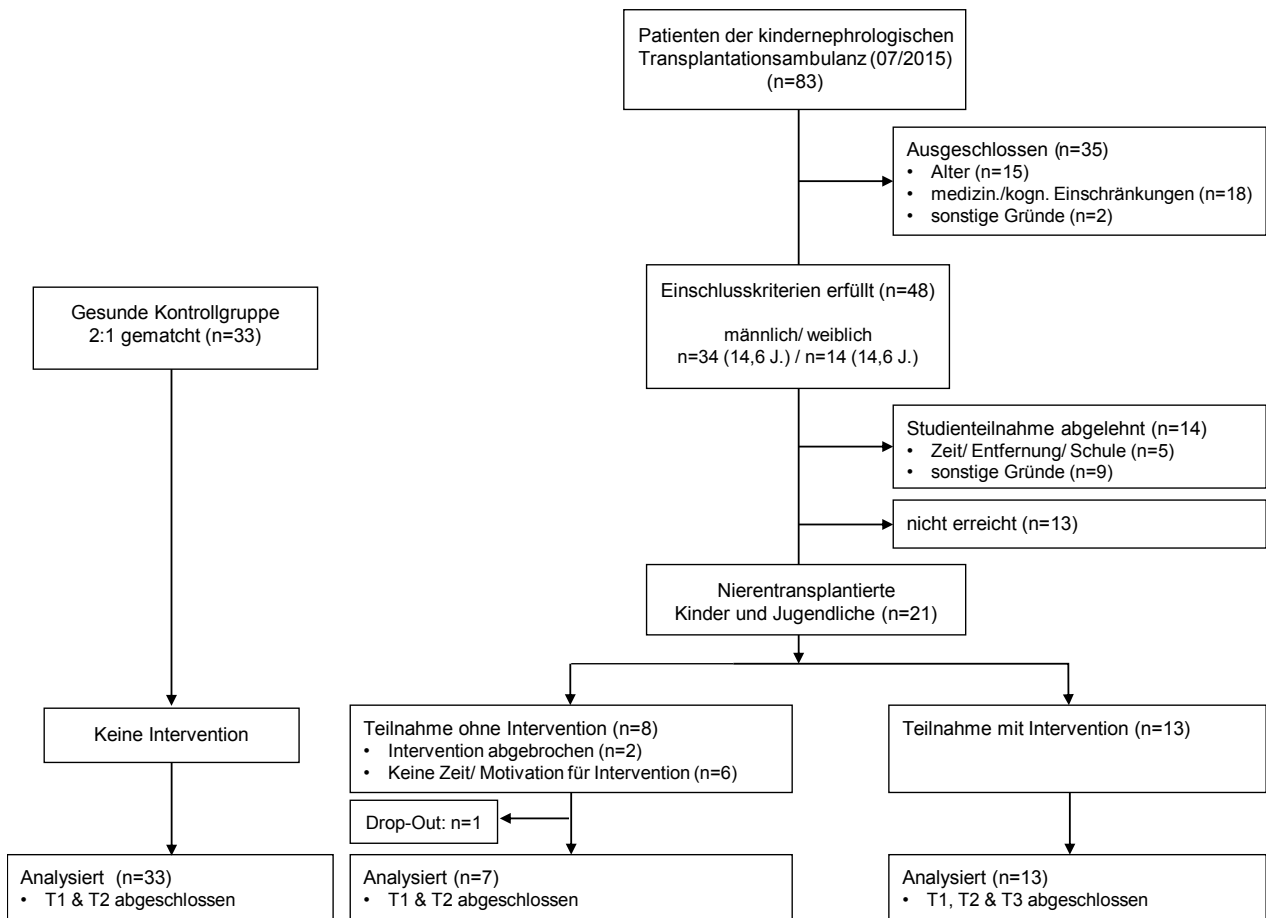 Patienten der kindernephrologischen
Transplantationsambulanz (07/2015)
(n=83)
Ausgeschlossen (n=35)
• Alter (n=15)
• medizin./kogn. Einschränkungen (n=18)
• sonstige Gründe (n=2)
Gesunde Kontrollgruppe
2:1 gematcht (n=33)
Einschlusskriterien erfüllt (n=48)
männlich/ weiblich
n=34 (14,6 J.) / n=14 (14,6 J.)
Studienteilnahme abgelehnt (n=14)
• Zeit/ Entfernung/ Schule (n=5)
• sonstige Gründe (n=9)
nicht erreicht (n=13)
Nierentransplantierte
Kinder und Jugendliche (n=21)
Keine Intervention
Teilnahme ohne Intervention (n=8)
• Intervention abgebrochen (n=2)
• Keine Zeit/ Motivation für Intervention (n=6)
Teilnahme mit Intervention (n=13)
Drop-Out: n=1
Analysiert (n=33)
• T1 & T2 abgeschlossen
Analysiert (n=7)
• T1 & T2 abgeschlossen
Analysiert (n=13)
• T1, T2 & T3 abgeschlossen